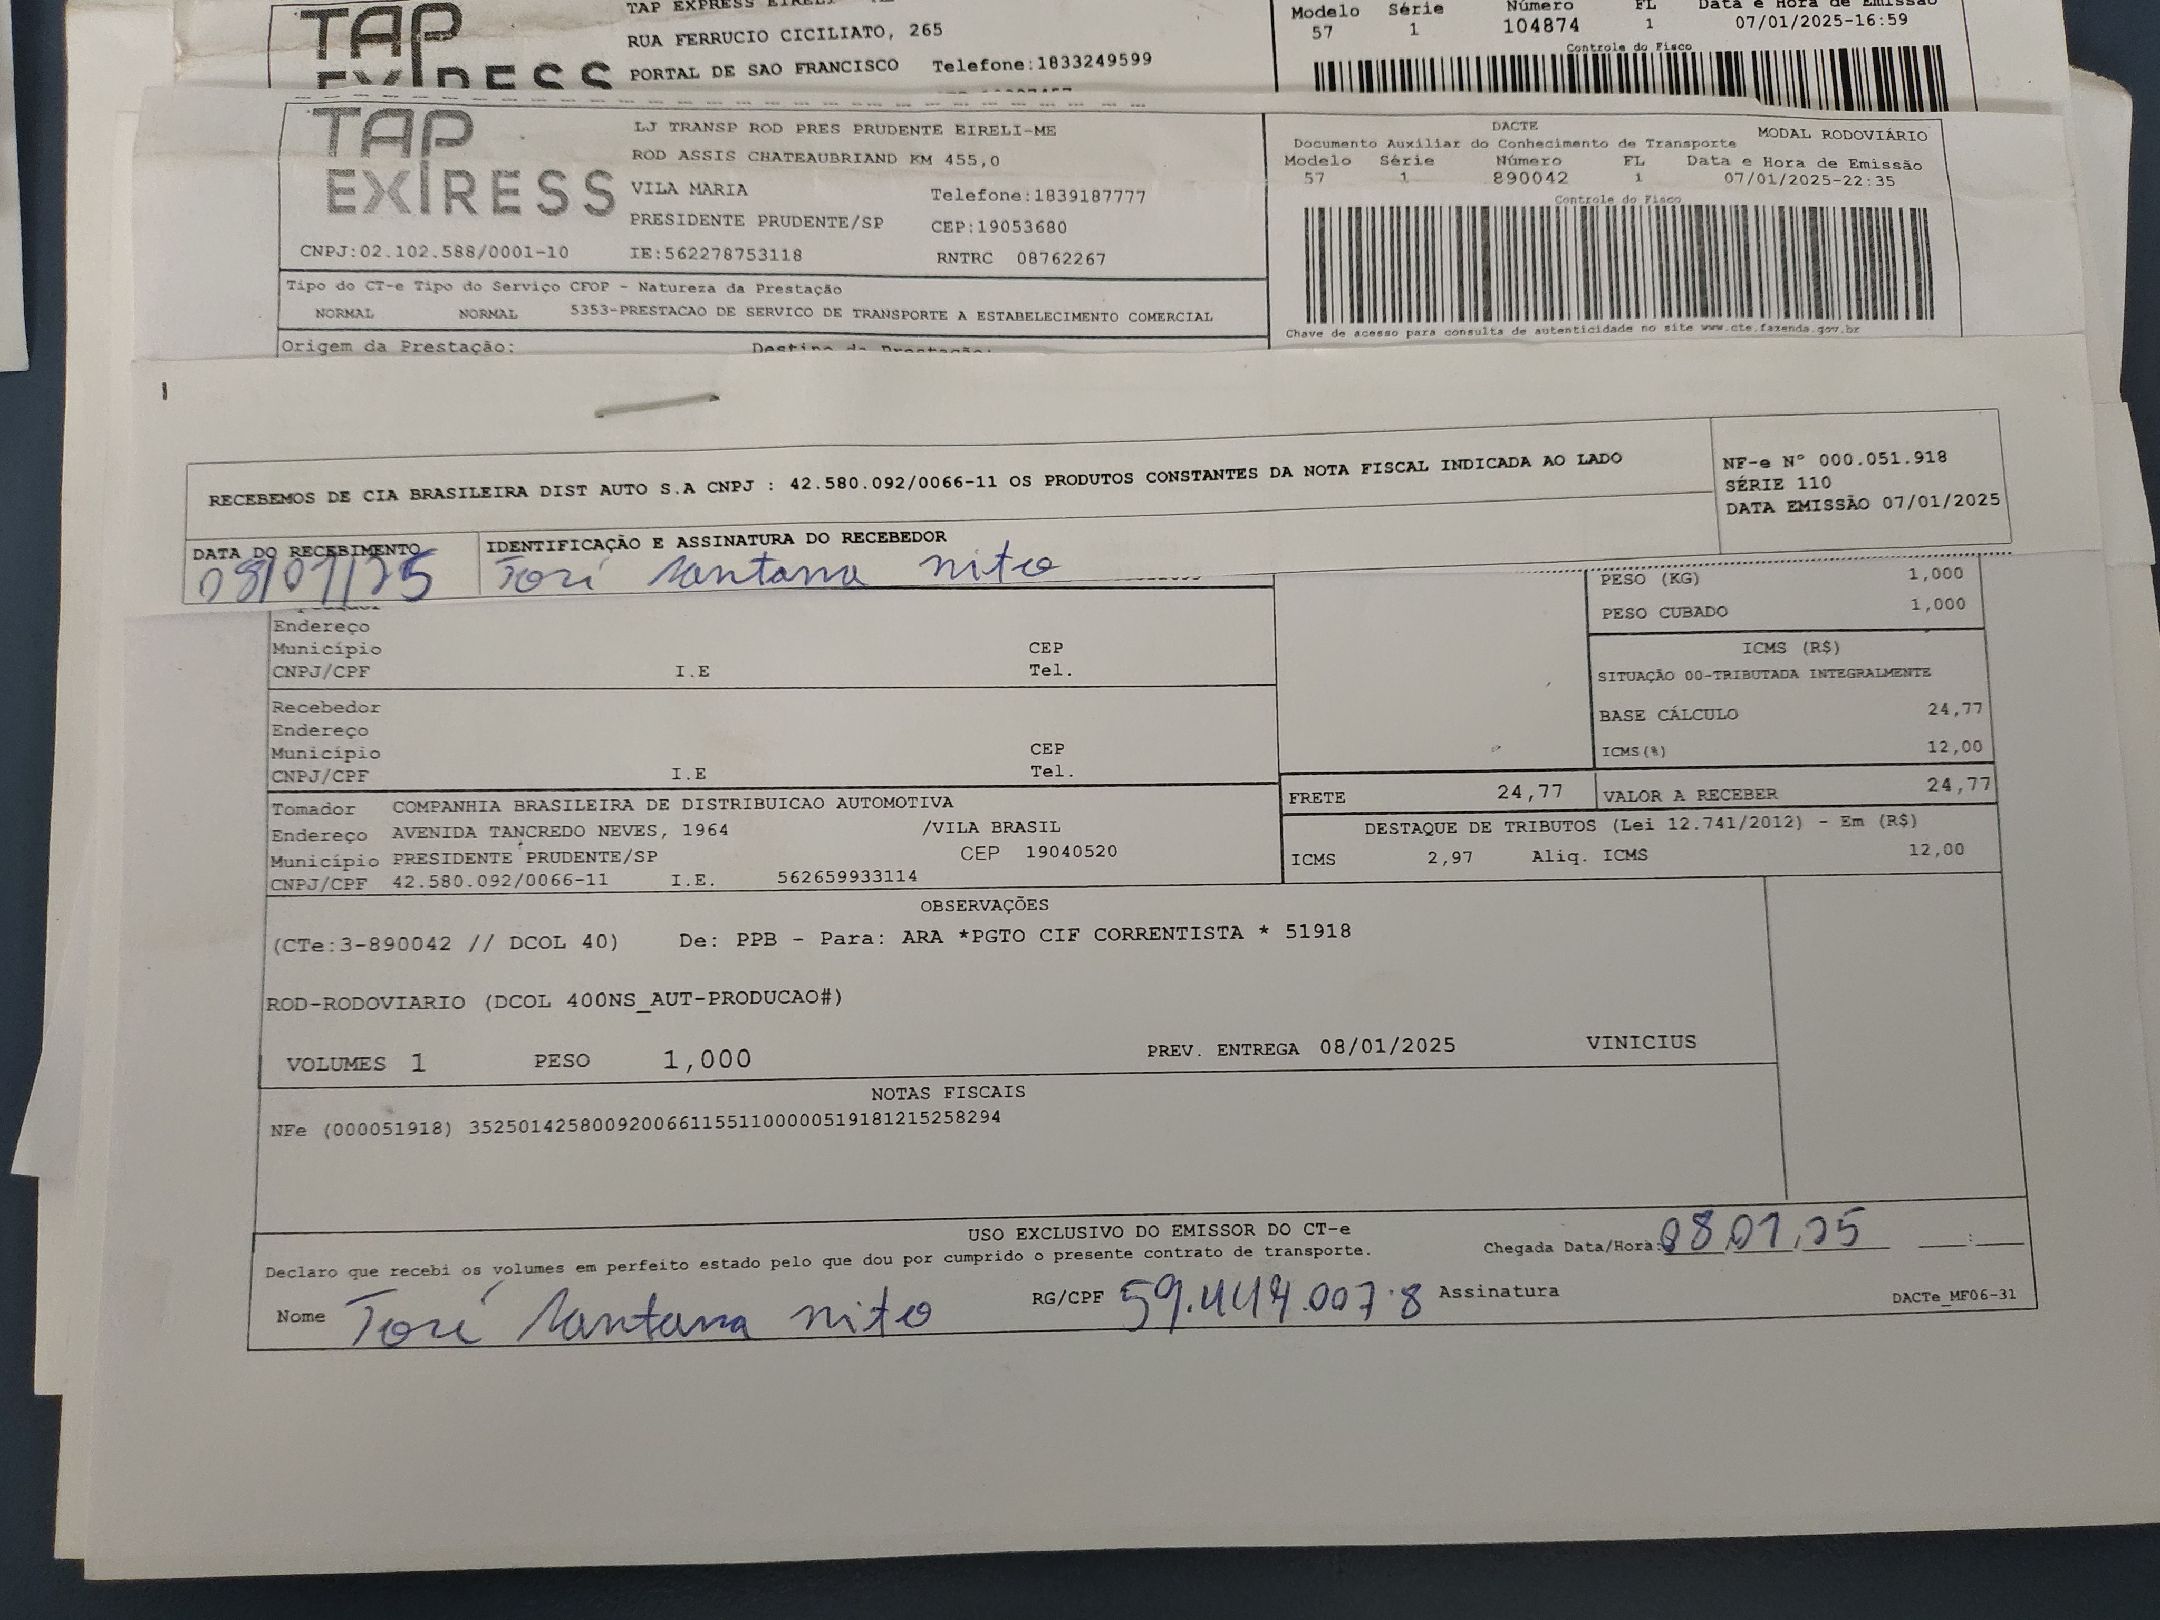 TAP
EXPRESS
TAP EXPRESS EIRELI
RUA FERRUCIO CICILIATO, 265
PORTAL DE SAO FRANCISCO Telefone:1833249599
Modelo Série Número FL Data e Hora de Emissão
57 1 104874 1 07/01/2025-16:59
Controle do Fisco
TAP
EXPRESS
LJ TRANSP ROD PRES PRUDENTE EIRELI-ME
ROD ASSIS CHATEAUBRIAND KM 455,0
VILA MARIA Telefone:1839187777
PRESIDENTE PRUDENTE/SP CEP:19053680
CNPJ:02.102.588/0001-10 IE:562278753118 RNTRC 08762267
DACTE MODAL RODOVIÁRIO
Documento Auxiliar do Conhecimento de Transporte
Modelo Série Número FL Data e Hora de Emissão
57 1 890042 1 07/01/2025-22:35
Controle do Fisco
Chave de acesso para consulta de autenticidade no site www.cte.fazenda.gov.br
Tipo do CT-e Tipo do Serviço CFOP - Natureza da Prestação
NORMAL NORMAL 5353-PRESTACAO DE SERVICO DE TRANSPORTE A ESTABELECIMENTO COMERCIAL
Origem da Prestação: Destino da Prestação:
RECEBEMOS DE CIA BRASILEIRA DIST AUTO S.A CNPJ : 42.580.092/0066-11 OS PRODUTOS CONSTANTES DA NOTA FISCAL INDICADA AO LADO
NF-e Nº 000.051.918
SÉRIE 110
DATA EMISSÃO 07/01/2025
DATA DO RECEBIMENTO IDENTIFICAÇÃO E ASSINATURA DO RECEBEDOR
08/01/25 José Santana nito
PESO (KG) 1,000
PESO CUBADO 1,000
Endereço
Município CEP
CNPJ/CPF I.E Tel.
Recebedor
Endereço
Município CEP
CNPJ/CPF I.E Tel.
ICMS (R$)
SITUAÇÃO 00-TRIBUTADA INTEGRALMENTE
BASE CÁLCULO 24,77
ICMS(%) 12,00
FRETE 24,77 VALOR A RECEBER 24,77
Tomador COMPANHIA BRASILEIRA DE DISTRIBUICAO AUTOMOTIVA
Endereço AVENIDA TANCREDO NEVES, 1964 /VILA BRASIL
Município PRESIDENTE PRUDENTE/SP CEP 19040520
CNPJ/CPF 42.580.092/0066-11 I.E. 562659933114
DESTAQUE DE TRIBUTOS (Lei 12.741/2012) - Em (R$)
ICMS 2,97 Aliq. ICMS 12,00
OBSERVAÇÕES
(CTe:3-890042 // DCOL 40) De: PPB - Para: ARA *PGTO CIF CORRENTISTA * 51918
ROD-RODOVIARIO (DCOL 400NS_AUT-PRODUCAO#)
VOLUMES 1 PESO 1,000 PREV. ENTREGA 08/01/2025 VINICIUS
NOTAS FISCAIS
NFe (000051918) 35250142580092006611551100000519181215258294
USO EXCLUSIVO DO EMISSOR DO CT-e
Declaro que recebi os volumes em perfeito estado pelo que dou por cumprido o presente contrato de transporte.
Chegada Data/Hora: 08,01,25 :
Nome José Santana nito RG/CPF 59.444.007.8 Assinatura
DACTe_MF06-31